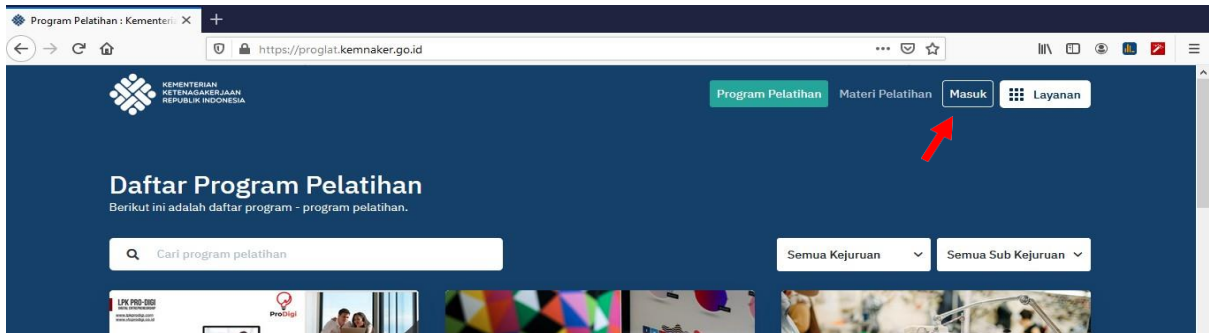 Program Pelatihan : Kementeri
https://proglat.kemnaker.go.id
KEMENTERIAN
KETENAGAKERJAAN
REPUBLIK INDONESIA
Program Pelatihan Materi Pelatihan Masuk Layanan
Daftar Program Pelatihan
Berikut ini adalah daftar program - program pelatihan.
Cari program pelatihan
Semua Kejuruan Semua Sub Kejuruan
LPK PRO-DIGI
ProDigi